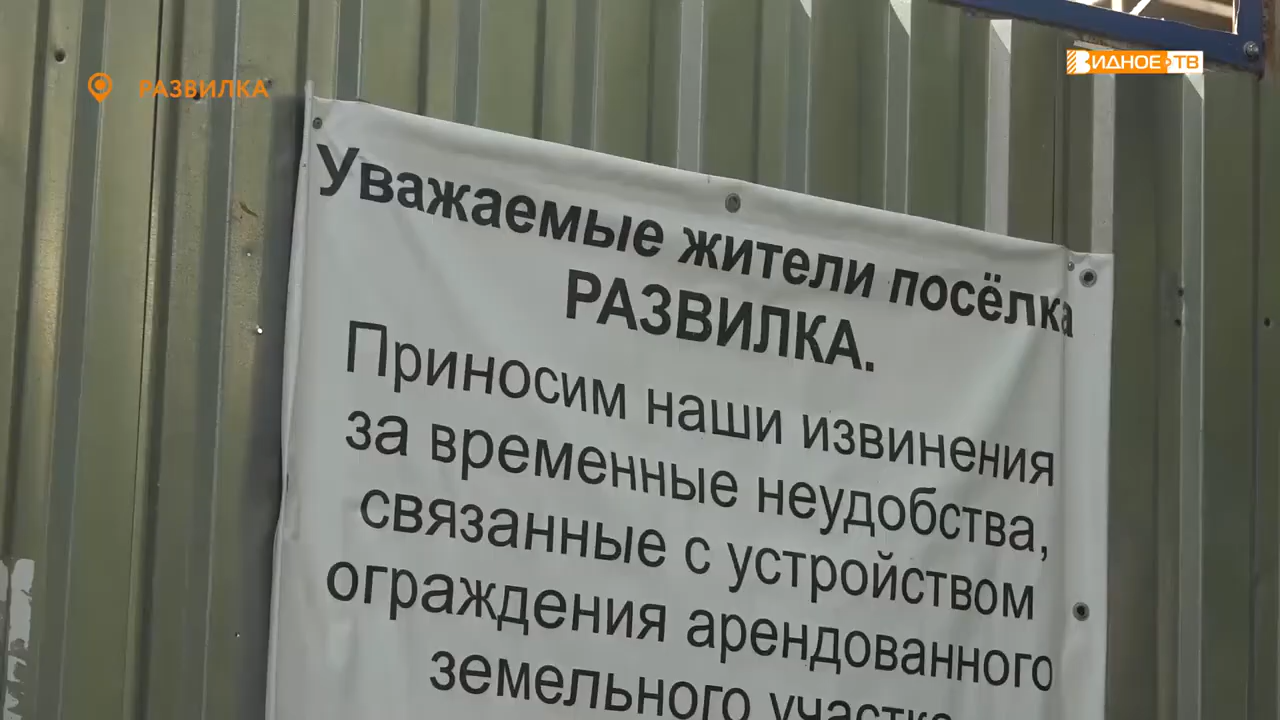 РАЗВИЛКА
ВИДНОЕ ТВ
Уважаемые жители посёлка
РАЗВИЛКА.
Приносим наши извинения
за временные неудобства,
связанные с устройством
ограждения арендованного
земельного